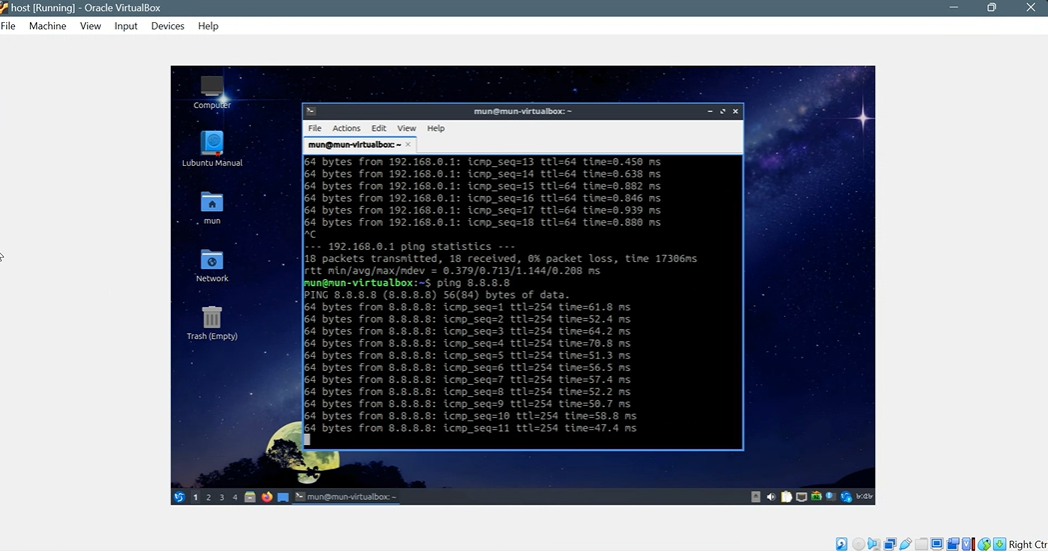 host [Running] - Oracle VirtualBox
File Machine View Input Devices Help
Computer
Lubuntu Manual
mun
Network
Trash (Empty)
mun@mun-virtualbox: ~
File Actions Edit View Help
mun@mun-virtualbox: ~
64 bytes from 192.168.0.1: icmp_seq=13 ttl=64 time=0.450 ms
64 bytes from 192.168.0.1: icmp_seq=14 ttl=64 time=0.638 ms
64 bytes from 192.168.0.1: icmp_seq=15 ttl=64 time=0.882 ms
64 bytes from 192.168.0.1: icmp_seq=16 ttl=64 time=0.846 ms
64 bytes from 192.168.0.1: icmp_seq=17 ttl=64 time=0.939 ms
64 bytes from 192.168.0.1: icmp_seq=18 ttl=64 time=0.880 ms
^C
--- 192.168.0.1 ping statistics ---
18 packets transmitted, 18 received, 0% packet loss, time 17306ms
rtt min/avg/max/mdev = 0.379/0.713/1.144/0.208 ms
mun@mun-virtualbox:~$ ping 8.8.8.8
PING 8.8.8.8 (8.8.8.8) 56(84) bytes of data.
64 bytes from 8.8.8.8: icmp_seq=1 ttl=254 time=61.8 ms
64 bytes from 8.8.8.8: icmp_seq=2 ttl=254 time=52.4 ms
64 bytes from 8.8.8.8: icmp_seq=3 ttl=254 time=64.2 ms
64 bytes from 8.8.8.8: icmp_seq=4 ttl=254 time=70.8 ms
64 bytes from 8.8.8.8: icmp_seq=5 ttl=254 time=51.3 ms
64 bytes from 8.8.8.8: icmp_seq=6 ttl=254 time=56.5 ms
64 bytes from 8.8.8.8: icmp_seq=7 ttl=254 time=57.4 ms
64 bytes from 8.8.8.8: icmp_seq=8 ttl=254 time=52.2 ms
64 bytes from 8.8.8.8: icmp_seq=9 ttl=254 time=50.7 ms
64 bytes from 8.8.8.8: icmp_seq=10 ttl=254 time=58.8 ms
64 bytes from 8.8.8.8: icmp_seq=11 ttl=254 time=47.4 ms
1 2 3 4 mun@mun-virtualbox: ~
Right Ctr